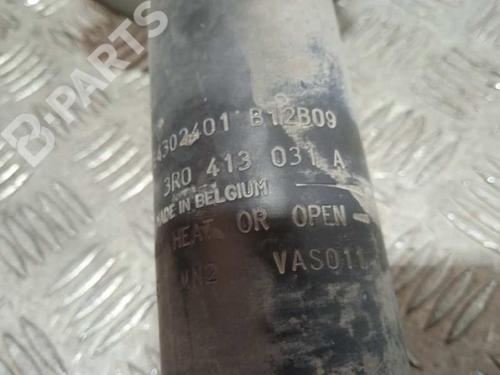 B-PARTS
4302401 B12B09
3R0 413 031 A
MADE IN BELGIUM
HEAT OR OPEN
VAS011